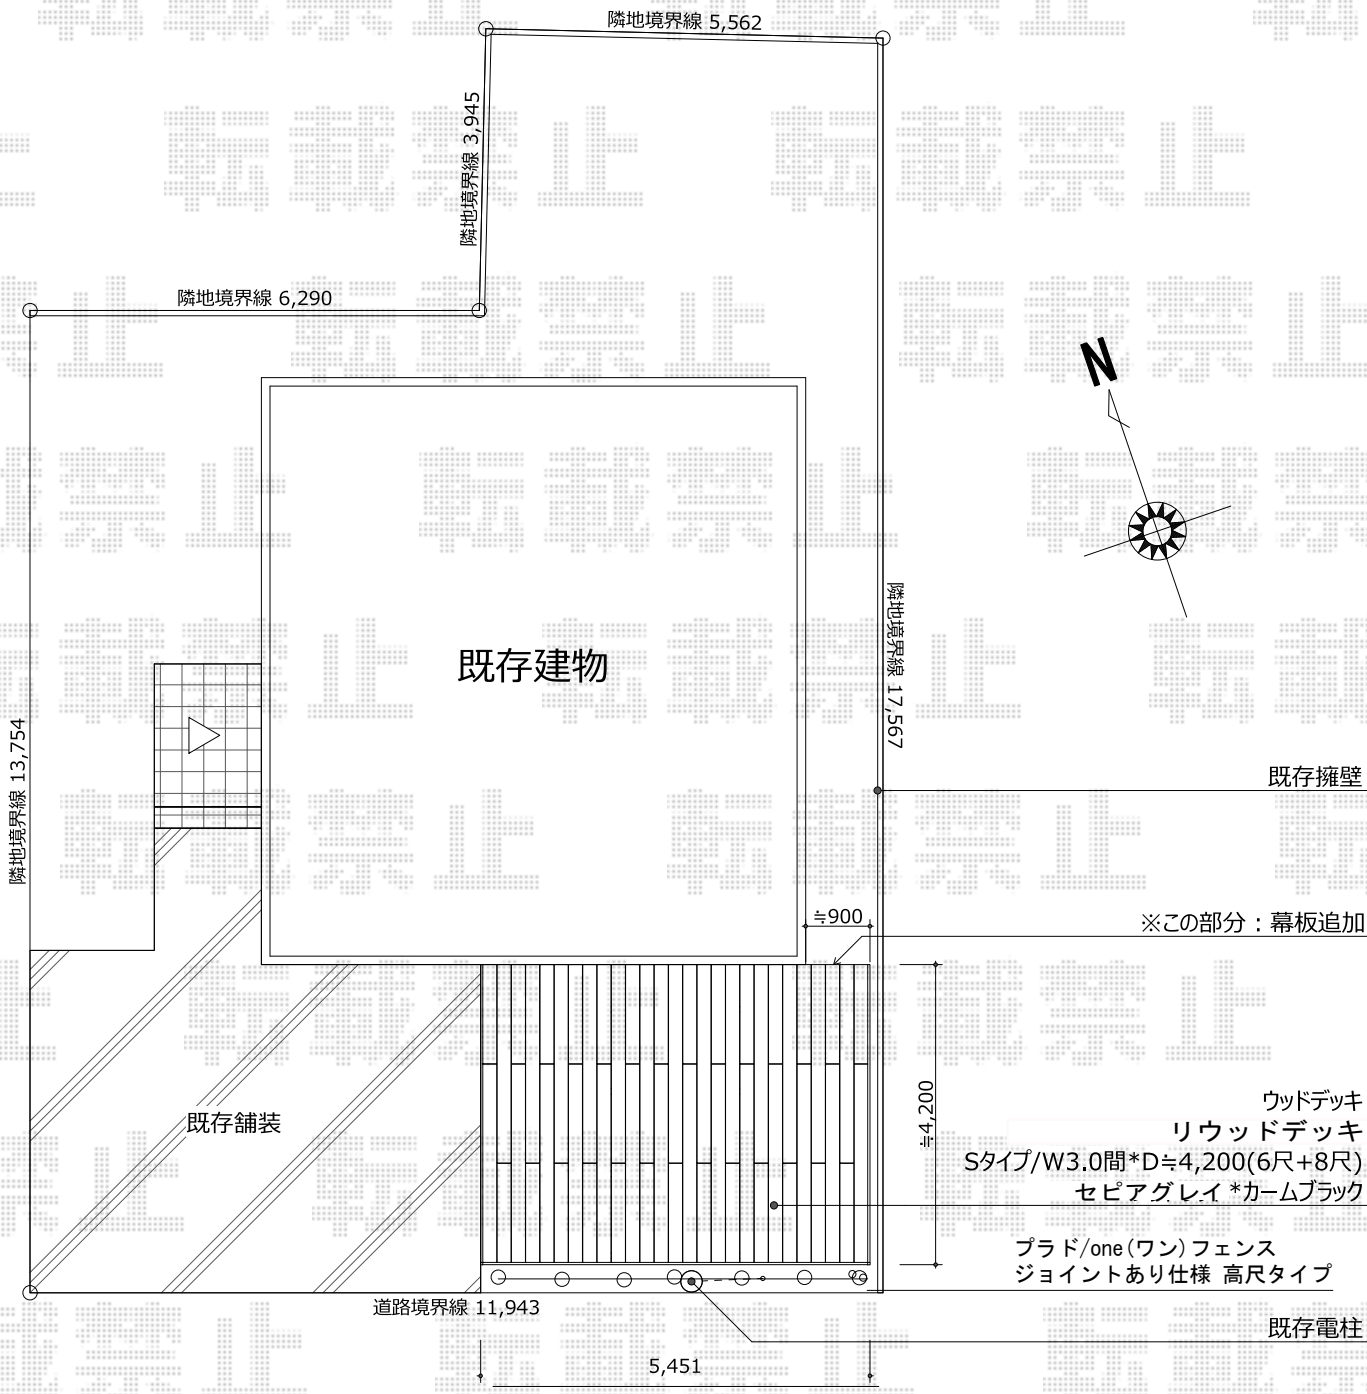 隣地境界線 5,562
隣地境界線 3,945
隣地境界線 6,290
N
既存建物
隣地境界線 17,567
隣地境界線 13,754
既存擁壁
≒900
※この部分：幕板追加
既存舗装
≒4,200
ウッドデッキ
リウッドデッキ
Sタイプ/W3.0間*D≒4,200(6尺+8尺)
セピアグレイ *カームブラック
プラド/one(ワン)フェンス
ジョイントあり仕様 高尺タイプ
道路境界線 11,943
既存電柱
5,451
転載禁止